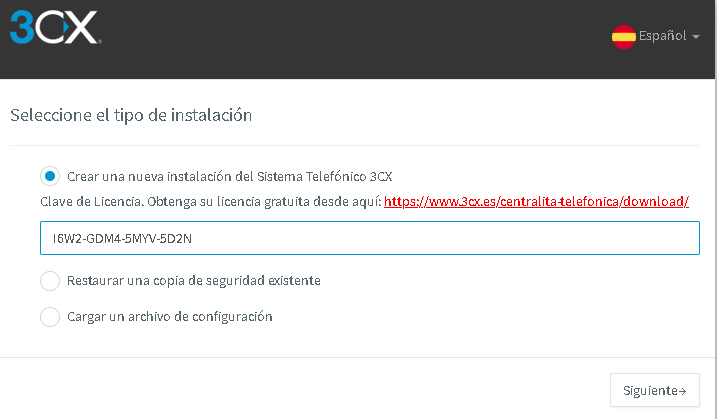 3CX
Español
Seleccione el tipo de instalación
Crear una nueva instalación del Sistema Telefónico 3CX
Clave de Licencia. Obtenga su licencia gratuita desde aquí: https://www.3cx.es/centralita-telefonica/download/
I6W2-GDM4-5MYV-5D2N
Restaurar una copia de seguridad existente
Cargar un archivo de configuración
Siguiente→